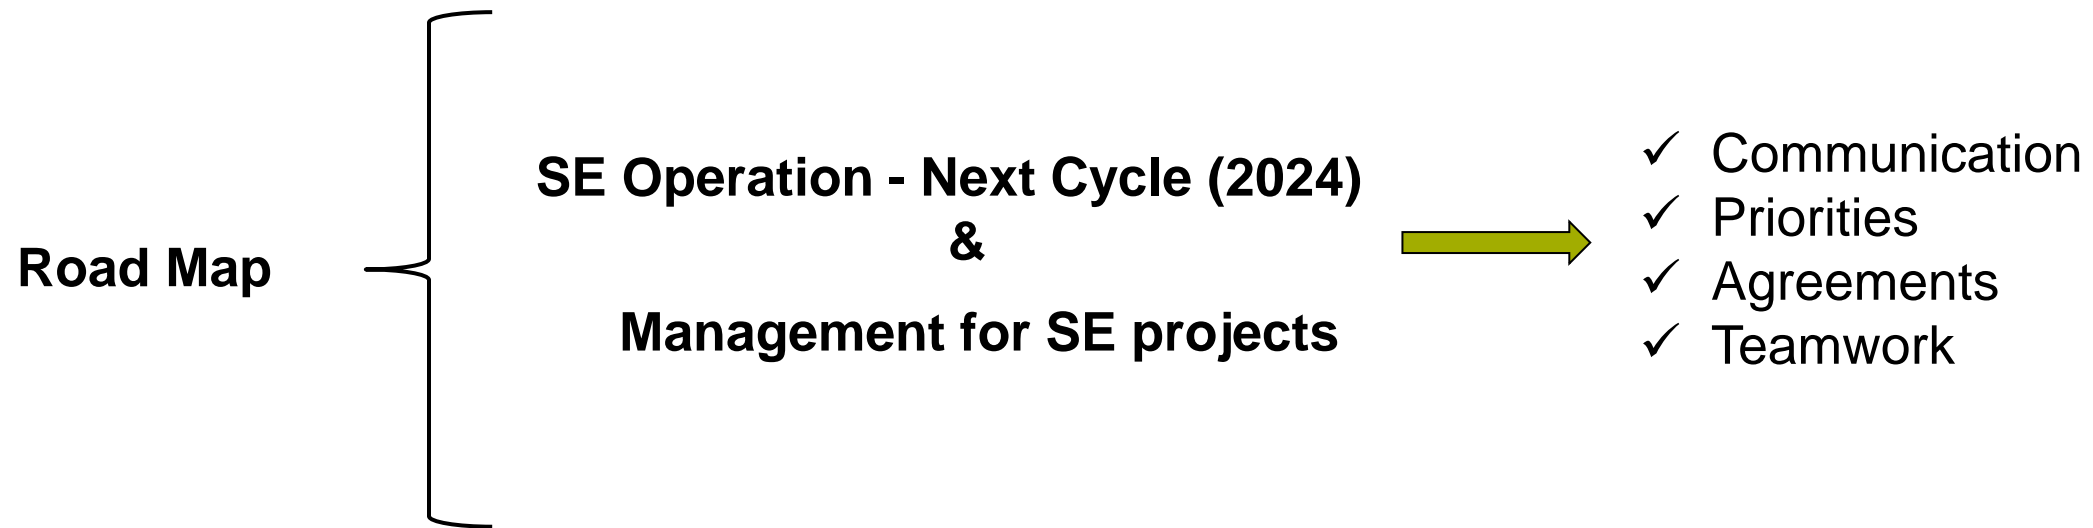 Road Map
SE Operation - Next Cycle (2024)
&
Management for SE projects
✓ Communication
✓ Priorities
✓ Agreements
✓ Teamwork